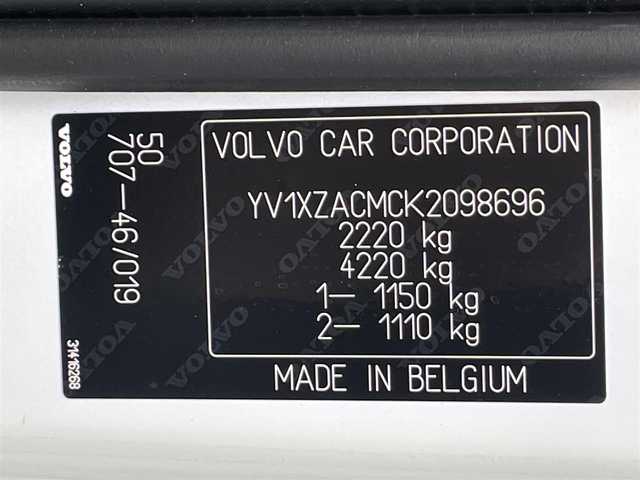 VOLVO
50
707-46/019
31416268
VOLVO CAR CORPORATION
YV1XZACMCK2098696
2220 kg
4220 kg
1- 1150 kg
2- 1110 kg
MADE IN BELGIUM